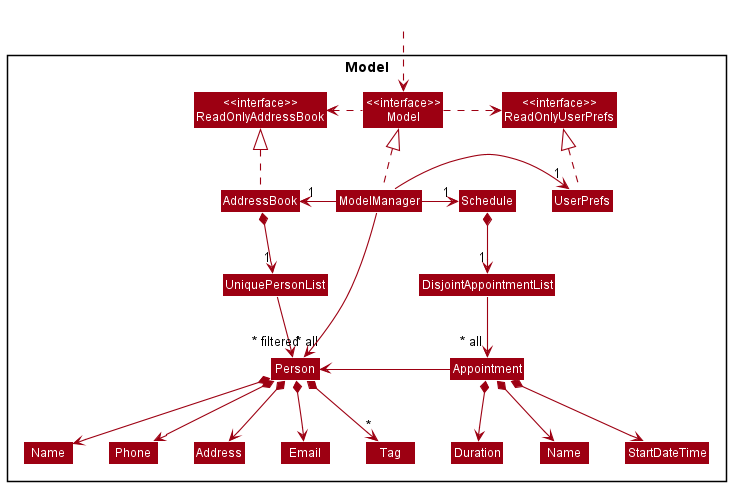 Model
<<interface>>
ReadOnlyAddressBook
<<interface>>
Model
<<interface>>
ReadOnlyUserPrefs
1
1
1
AddressBook
ModelManager
Schedule
UserPrefs
1
1
UniquePersonList
DisjointAppointmentList
* filtered
* all
* all
Person
Appointment
*
Name
Phone
Address
Email
Tag
Duration
Name
StartDateTime